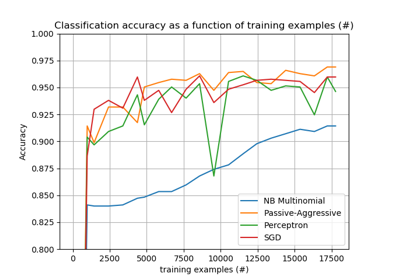 Classification accuracy as a function of training examples (#)
Accuracy
1.000
0.975
0.950
0.925
0.900
0.875
0.850
0.825
0.800
NB Multinomial
Passive-Aggressive
Perceptron
SGD
0 2500 5000 7500 10000 12500 15000 17500
training examples (#)